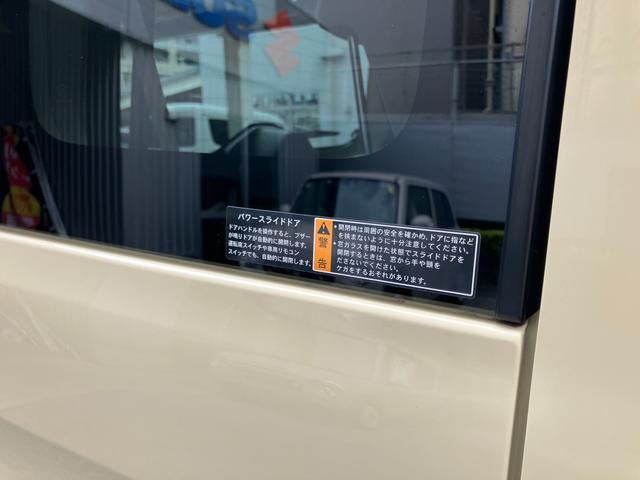 パワースライドドア
ドアハンドルを操作すると、ブザー
が鳴りドアが自動的に開閉します。
運転席スイッチや専用リモコン
スイッチでも、自動的に開閉します。
警告
・開閉時は周囲の安全を確かめ、ドアに指など
を挟まないように十分注意してください。
・窓ガラスを開けた状態でスライドドアを
開閉するときは、窓から手や頭を
ださないでください。
ケガをするおそれがあります。